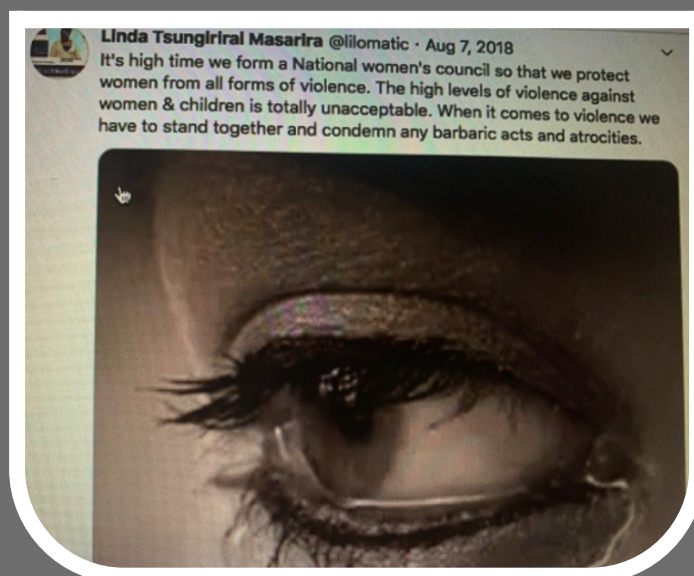 Linda Tsungirirai Masarira @lilomatic · Aug 7, 2018
It's high time we form a National women's council so that we protect
women from all forms of violence. The high levels of violence against
women & children is totally unacceptable. When it comes to violence we
have to stand together and condemn any barbaric acts and atrocities.